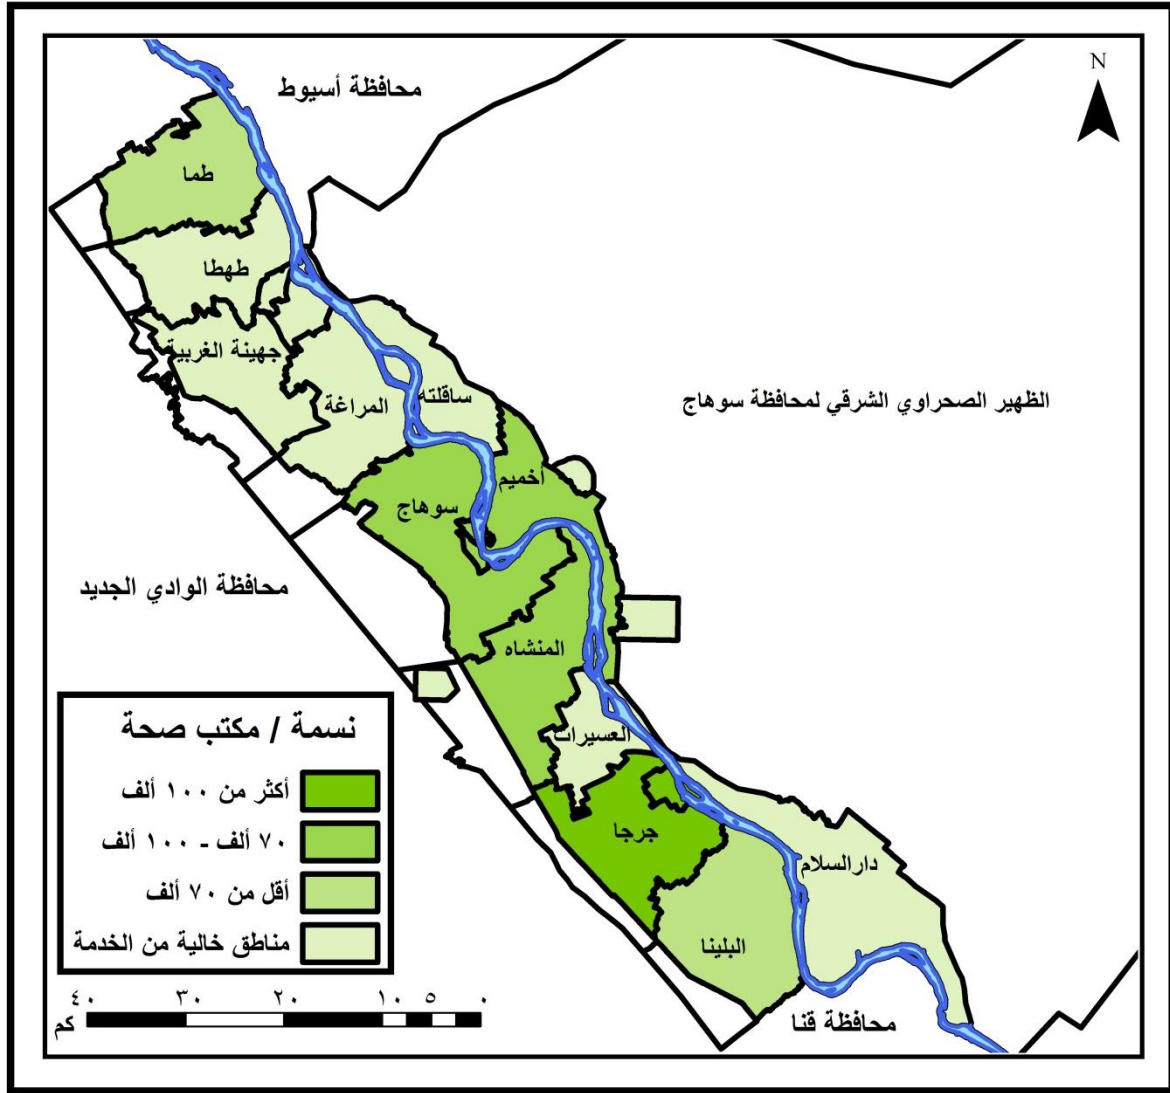 N
محافظة أسيوط
طما
طهطا
جهينة الغربية
المراغة
ساقلته
الظهير الصحراوي الشرقي لمحافظة سوهاج
أخميم
سوهاج
محافظة الوادي الجديد
المنشاه
العسيرات
جرجا
دارالسلام
البلينا
محافظة قنا
نسمة / مكتب صحة
أكثر من ١٠٠ ألف
٧٠ ألف - ١٠٠ ألف
أقل من ٧٠ ألف
مناطق خالية من الخدمة
٤٠ ٣٠ ٢٠ ١٠ ٥ ٠
كم